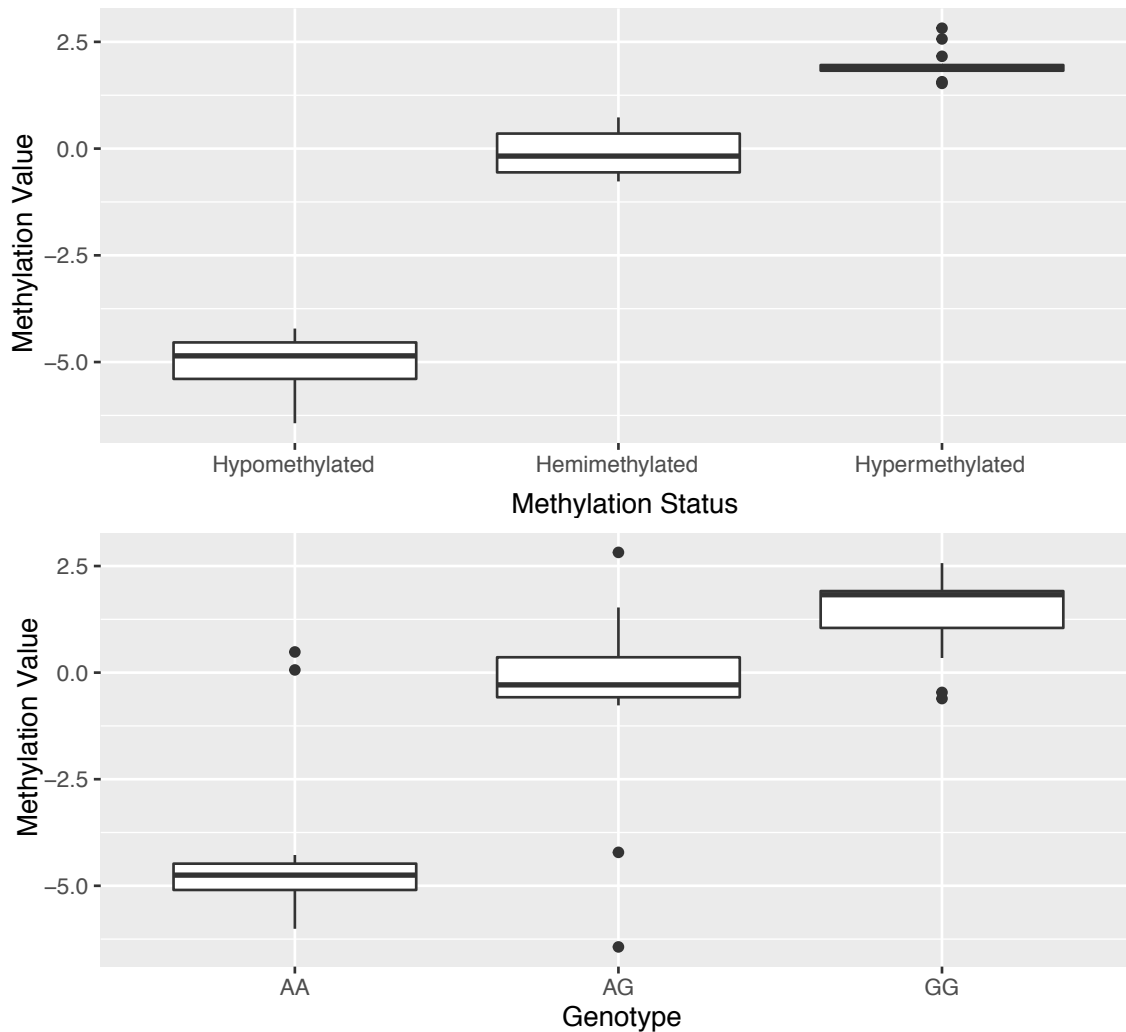 Methylation Value
2.5
0.0
−2.5
−5.0
Hypomethylated Hemimethylated Hypermethylated
Methylation Status
Methylation Value
2.5
0.0
−2.5
−5.0
AA AG GG
Genotype